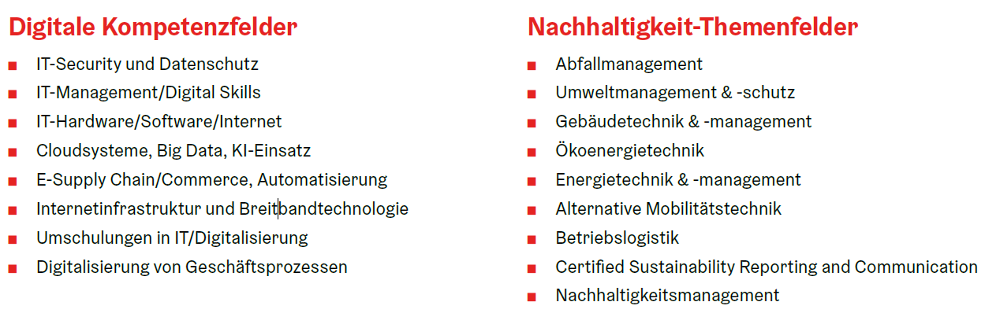 Digitale Kompetenzfelder
IT-Security und Datenschutz
IT-Management/Digital Skills
IT-Hardware/Software/Internet
Cloudsysteme, Big Data, KI-Einsatz
E-Supply Chain/Commerce, Automatisierung
Internetinfrastruktur und Breitbandtechnologie
Umschulungen in IT/Digitalisierung
Digitalisierung von Geschäftsprozessen
Nachhaltigkeit-Themenfelder
Abfallmanagement
Umweltmanagement & -schutz
Gebäudetechnik & -management
Ökoenergietechnik
Energietechnik & -management
Alternative Mobilitätstechnik
Betriebslogistik
Certified Sustainability Reporting and Communication
Nachhaltigkeitsmanagement